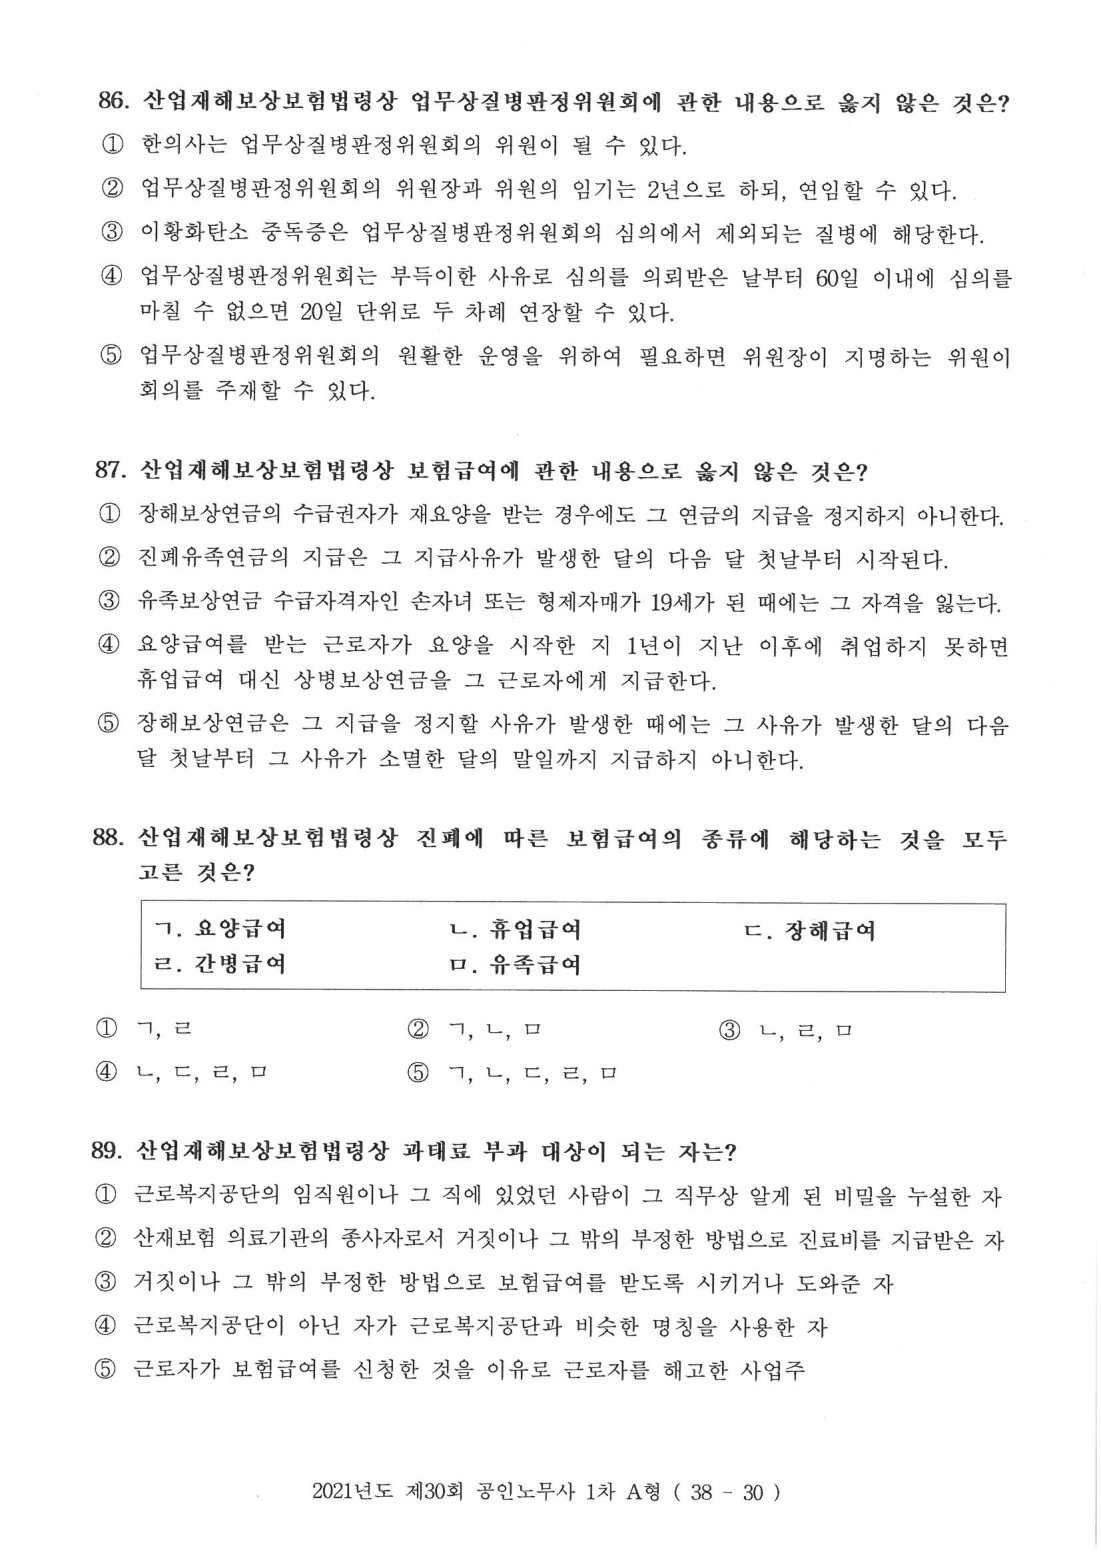 86. 산업재해보상보험법령상 업무상질병판정위원회에 관한 내용으로 옳지 않은 것은?
① 한의사는 업무상질병판정위원회의 위원이 될 수 있다.
② 업무상질병판정위원회의 위원장과 위원의 임기는 2년으로 하되, 연임할 수 있다.
③ 이황화탄소 중독증은 업무상질병판정위원회의 심의에서 제외되는 질병에 해당한다.
④ 업무상질병판정위원회는 부득이한 사유로 심의를 의뢰받은 날부터 60일 이내에 심의를
마칠 수 없으면 20일 단위로 두 차례 연장할 수 있다.
⑤ 업무상질병판정위원회의 원활한 운영을 위하여 필요하면 위원장이 지명하는 위원이
회의를 주재할 수 있다.
87. 산업재해보상보험법령상 보험급여에 관한 내용으로 옳지 않은 것은?
① 장해보상연금의 수급권자가 재요양을 받는 경우에도 그 연금의 지급을 정지하지 아니한다.
② 진폐유족연금의 지급은 그 지급사유가 발생한 달의 다음 달 첫날부터 시작된다.
③ 유족보상연금 수급자격자인 손자녀 또는 형제자매가 19세가 된 때에는 그 자격을 잃는다.
④ 요양급여를 받는 근로자가 요양을 시작한 지 1년이 지난 이후에 취업하지 못하면
휴업급여 대신 상병보상연금을 그 근로자에게 지급한다.
⑤ 장해보상연금은 그 지급을 정지할 사유가 발생한 때에는 그 사유가 발생한 달의 다음
달 첫날부터 그 사유가 소멸한 달의 말일까지 지급하지 아니한다.
88. 산업재해보상보험법령상 진폐에 따른 보험급여의 종류에 해당하는 것을 모두
고른 것은?
ㄱ. 요양급여 ㄴ. 휴업급여 ㄷ. 장해급여
ㄹ. 간병급여 ㅁ. 유족급여
① ㄱ, ㄹ ② ㄱ, ㄴ, ㅁ ③ ㄴ, ㄹ, ㅁ
④ ㄴ, ㄷ, ㄹ, ㅁ ⑤ ㄱ, ㄴ, ㄷ, ㄹ, ㅁ
89. 산업재해보상보험법령상 과태료 부과 대상이 되는 자는?
① 근로복지공단의 임직원이나 그 직에 있었던 사람이 그 직무상 알게 된 비밀을 누설한 자
② 산재보험 의료기관의 종사자로서 거짓이나 그 밖의 부정한 방법으로 진료비를 지급받은 자
③ 거짓이나 그 밖의 부정한 방법으로 보험급여를 받도록 시키거나 도와준 자
④ 근로복지공단이 아닌 자가 근로복지공단과 비슷한 명칭을 사용한 자
⑤ 근로자가 보험급여를 신청한 것을 이유로 근로자를 해고한 사업주
2021년도 제30회 공인노무사 1차 A형 ( 38 - 30 )